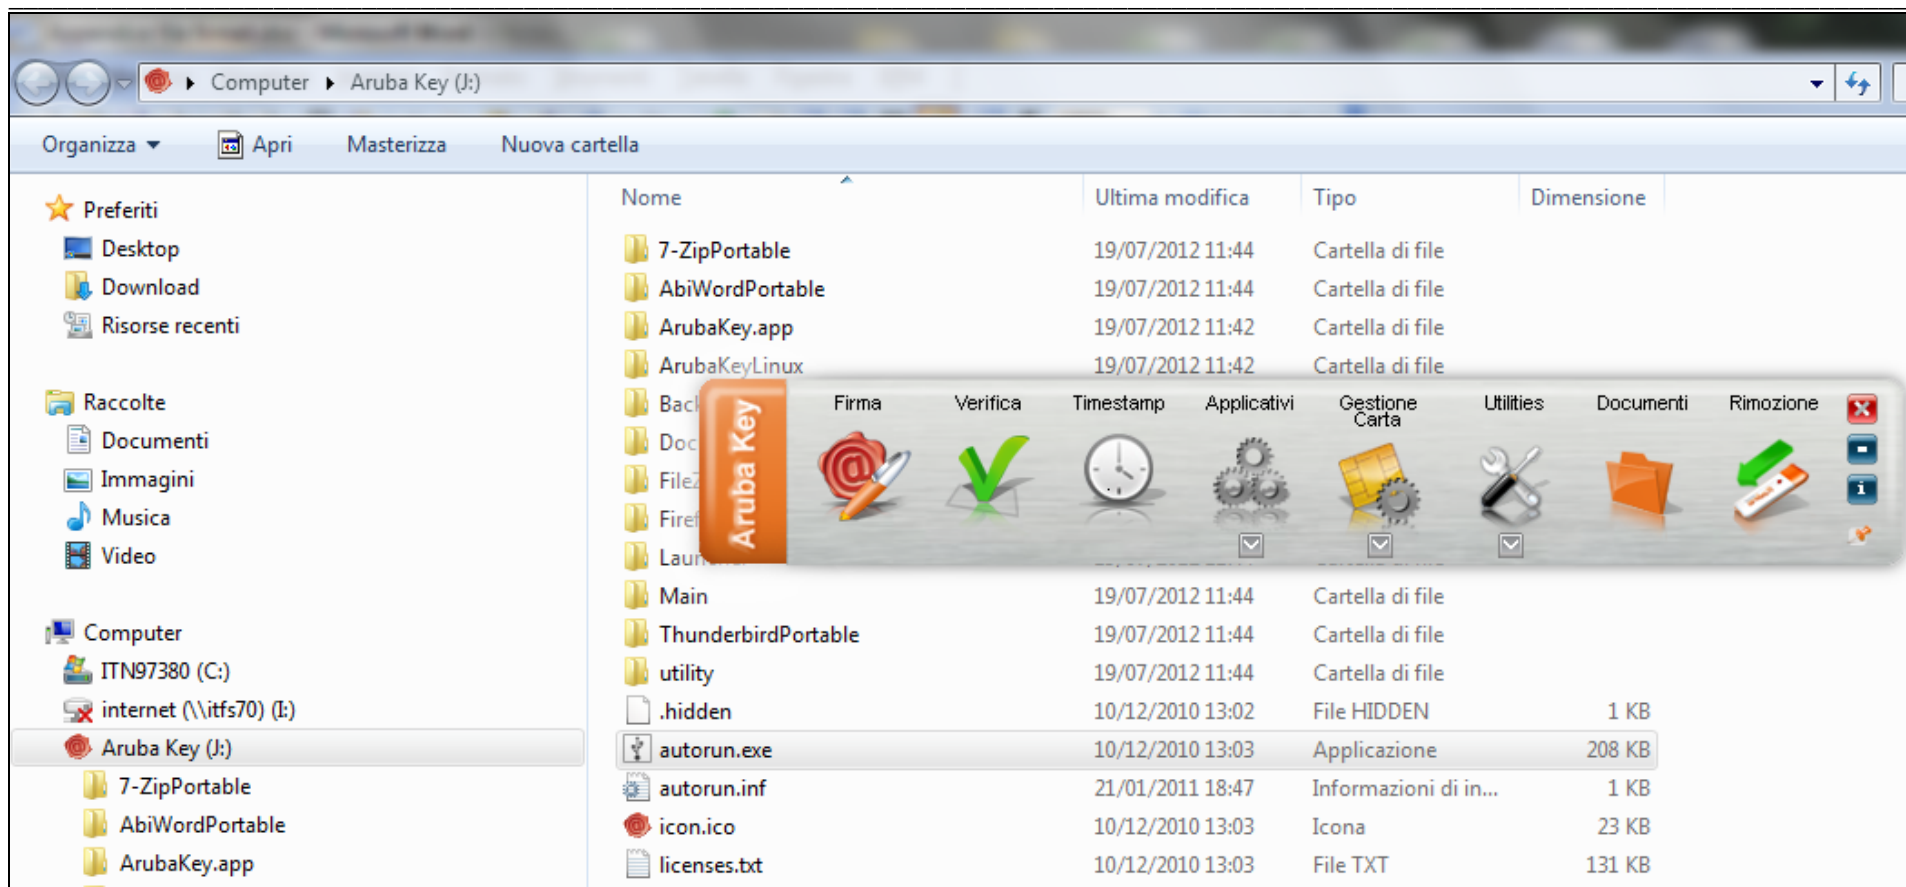 Computer Aruba Key (J:)
Organizza Apri Masterizza Nuova cartella
Preferiti
Desktop
Download
Risorse recenti
Raccolte
Documenti
Immagini
Musica
Video
Computer
ITN97380 (C:)
internet (\\itfs70) (I:)
Aruba Key (J:)
7-ZipPortable
AbiWordPortable
ArubaKey.app
Nome Ultima modifica Tipo Dimensione
7-ZipPortable 19/07/2012 11:44 Cartella di file
AbiWordPortable 19/07/2012 11:44 Cartella di file
ArubaKey.app 19/07/2012 11:42 Cartella di file
ArubaKeyLinux 19/07/2012 11:42 Cartella di file
Back
Doc
FileZ
Firef
Main 19/07/2012 11:44 Cartella di file
ThunderbirdPortable 19/07/2012 11:44 Cartella di file
utility 19/07/2012 11:44 Cartella di file
.hidden 10/12/2010 13:02 File HIDDEN 1 KB
autorun.exe 10/12/2010 13:03 Applicazione 208 KB
autorun.inf 21/01/2011 18:47 Informazioni di in... 1 KB
icon.ico 10/12/2010 13:03 Icona 23 KB
licenses.txt 10/12/2010 13:03 File TXT 131 KB
Aruba Key
Firma Verifica Timestamp Applicativi Gestione Carta Utilities Documenti Rimozione